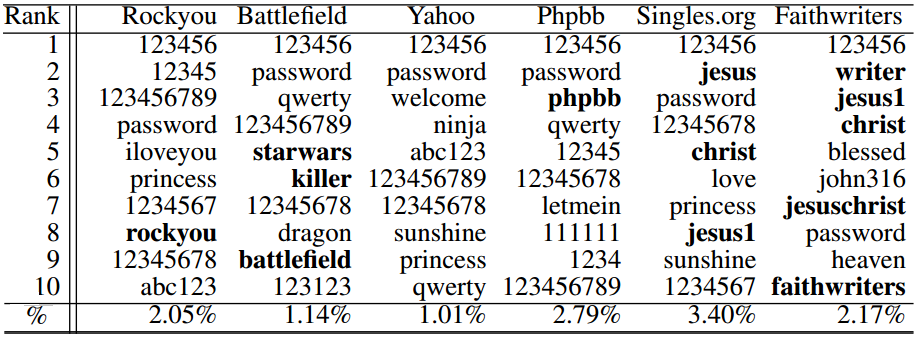 Rank Rockyou Battlefield Yahoo Phpbb Singles.org Faithwriters
1 123456 123456 123456 123456 123456 123456
2 12345 password password password jesus writer
3 123456789 qwerty welcome phpbb password jesus1
4 password 123456789 ninja qwerty 12345678 christ
5 iloveyou starwars abc123 12345 christ blessed
6 princess killer 123456789 12345678 love john316
7 1234567 12345678 12345678 letmein princess jesuschrist
8 rockyou dragon sunshine 111111 jesus1 password
9 12345678 battlefield princess 1234 sunshine heaven
10 abc123 123123 qwerty 123456789 1234567 faithwriters
% 2.05% 1.14% 1.01% 2.79% 3.40% 2.17%